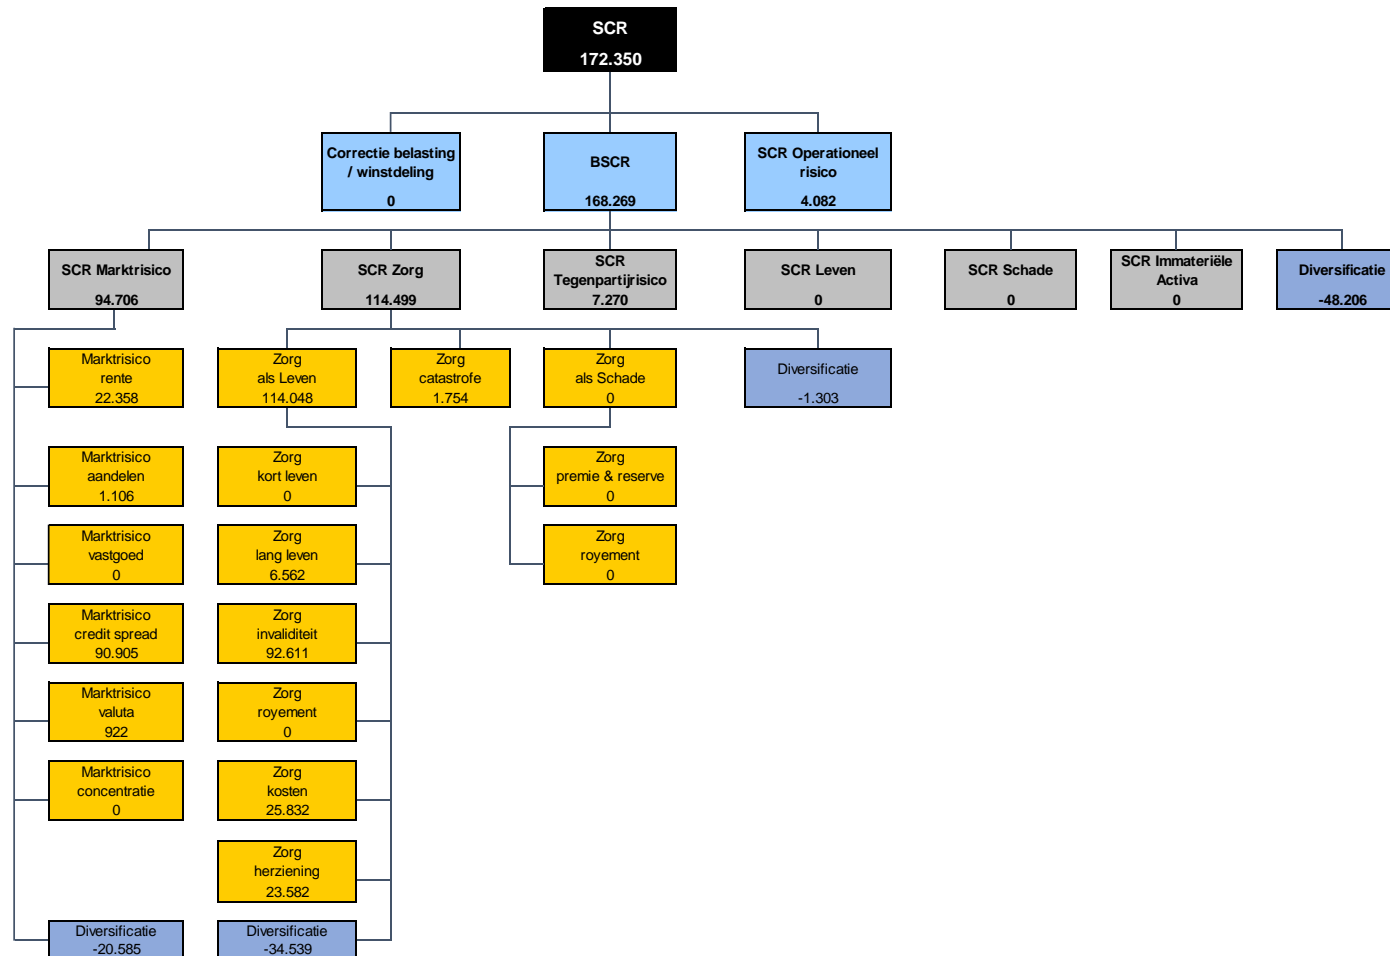 SCR
172.350
Correctie belasting
/ winstdeling
0
BSCR
168.269
SCR Operationeel
risico
4.082
SCR Marktrisico
94.706
SCR Zorg
114.499
SCR
Tegenpartijrisico
7.270
SCR Leven
0
SCR Schade
0
SCR Immateriële
Activa
0
Diversificatie
-48.206
Marktrisico
rente
22.358
Zorg
als Leven
114.048
Zorg
catastrofe
1.754
Zorg
als Schade
0
Diversificatie
-1.303
Marktrisico
aandelen
1.106
Zorg
kort leven
0
Zorg
premie & reserve
0
Marktrisico
vastgoed
0
Zorg
lang leven
6.562
Zorg
royement
0
Marktrisico
credit spread
90.905
Zorg
invaliditeit
92.611
Marktrisico
valuta
922
Zorg
royement
0
Marktrisico
concentratie
0
Zorg
kosten
25.832
Zorg
herziening
23.582
Diversificatie
-20.585
Diversificatie
-34.539